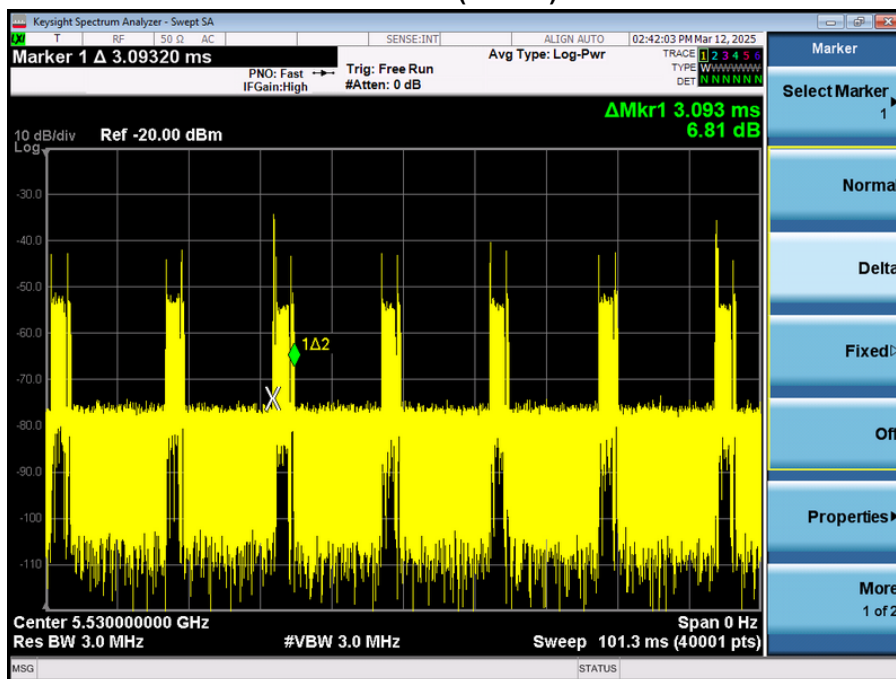 Keysight Spectrum Analyzer - Swept SA
LXI T RF 50 Ω AC SENSE:INT ALIGN AUTO 02:42:03 PM Mar 12, 2025
Marker 1 Δ 3.09320 ms
PNO: Fast
IFGain:High
Trig: Free Run
#Atten: 0 dB
Avg Type: Log-Pwr
TRACE 1 2 3 4 5 6
TYPE WWWWWW
DET N N N N N N
ΔMkr1 3.093 ms
6.81 dB
10 dB/div Ref -20.00 dBm
Log
-30.0
-40.0
-50.0
-60.0
-70.0
-80.0
-90.0
-100
-110
1Δ2
X
Center 5.530000000 GHz Span 0 Hz
Res BW 3.0 MHz #VBW 3.0 MHz Sweep 101.3 ms (40001 pts)
MSG STATUS
Marker
Select Marker
1
Normal
Delta
Fixed
Off
Properties
More
1 of 2